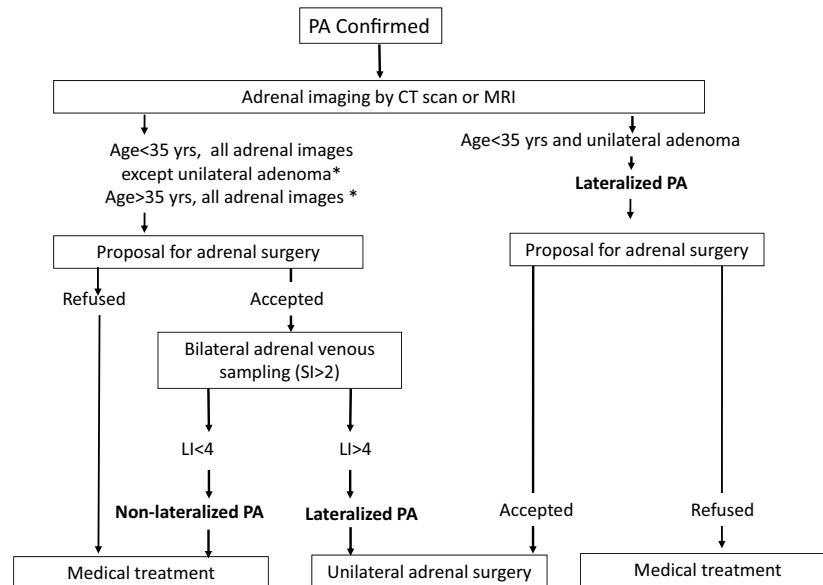 PA Confirmed
Adrenal imaging by CT scan or MRI
Age<35 yrs, all adrenal images
except unilateral adenoma*
Age>35 yrs, all adrenal images *
Age<35 yrs and unilateral adenoma
Lateralized PA
Proposal for adrenal surgery
Proposal for adrenal surgery
Refused
Accepted
Bilateral adrenal venous
sampling (SI>2)
LI<4
LI>4
Non-lateralized PA
Lateralized PA
Accepted
Refused
Medical treatment
Unilateral adrenal surgery
Medical treatment